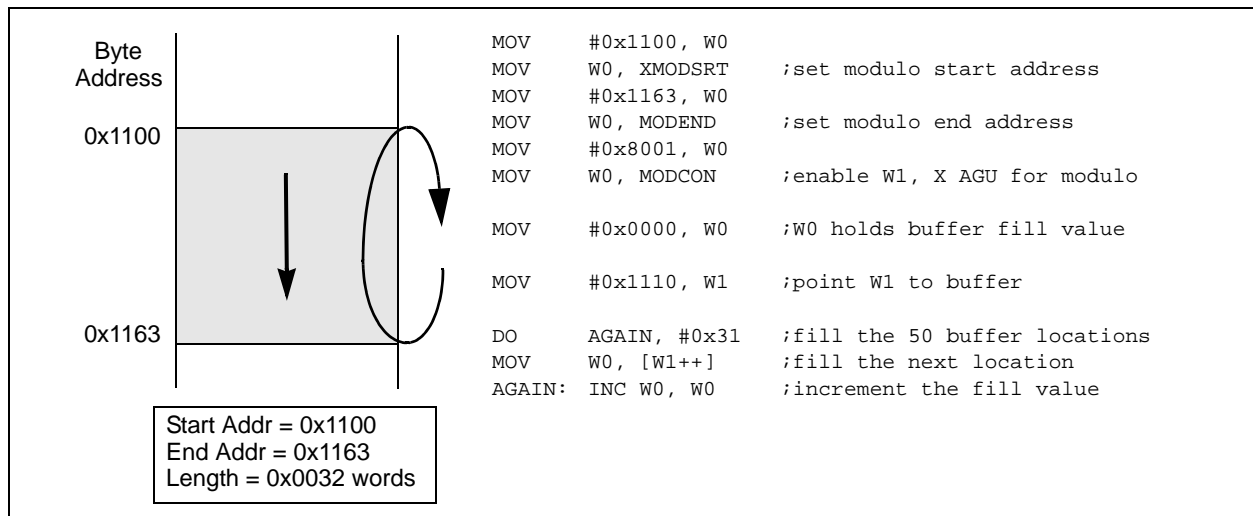 Byte
Address
0x1100
0x1163
Start Addr = 0x1100
End Addr = 0x1163
Length = 0x0032 words
MOV #0x1100, W0
MOV W0, XMODSRT ;set modulo start address
MOV #0x1163, W0
MOV W0, MODEND ;set modulo end address
MOV #0x8001, W0
MOV W0, MODCON ;enable W1, X AGU for modulo
MOV #0x0000, W0 ;W0 holds buffer fill value
MOV #0x1110, W1 ;point W1 to buffer
DO AGAIN, #0x31 ;fill the 50 buffer locations
MOV W0, [W1++] ;fill the next location
AGAIN: INC W0, W0 ;increment the fill value